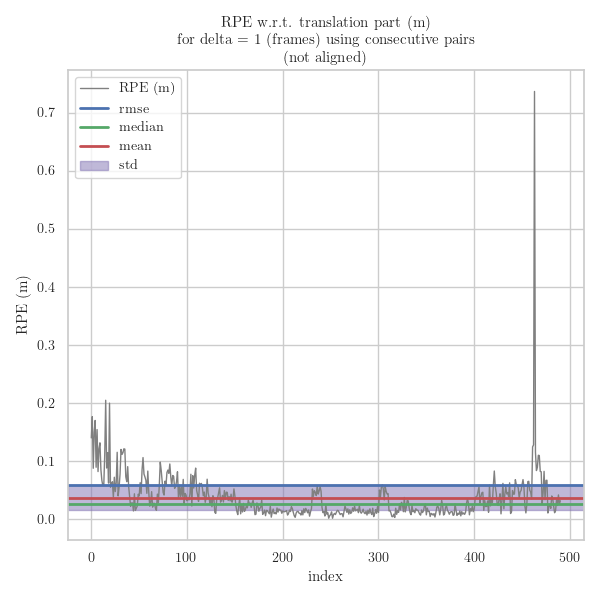 RPE w.r.t. translation part (m)
for delta = 1 (frames) using consecutive pairs
(not aligned)
RPE (m)
rmse
median
mean
std
0.7
0.6
0.5
0.4
0.3
0.2
0.1
0.0
RPE (m)
0 100 200 300 400 500
index